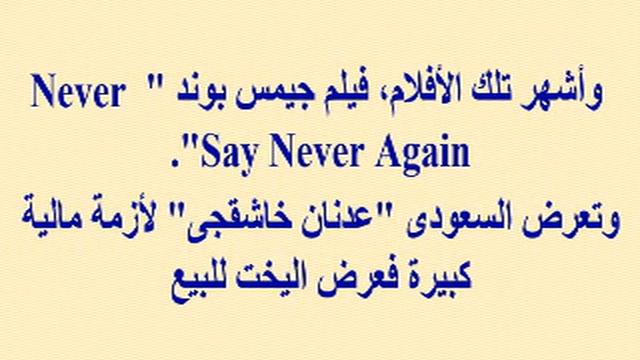 وأشهر تلك الأفلام، فيلم جيمس بوند " Never
Say Never Again".
وتعرض السعودى "عدنان خاشقجى" لأزمة مالية
كبيرة فعرض اليخت للبيع